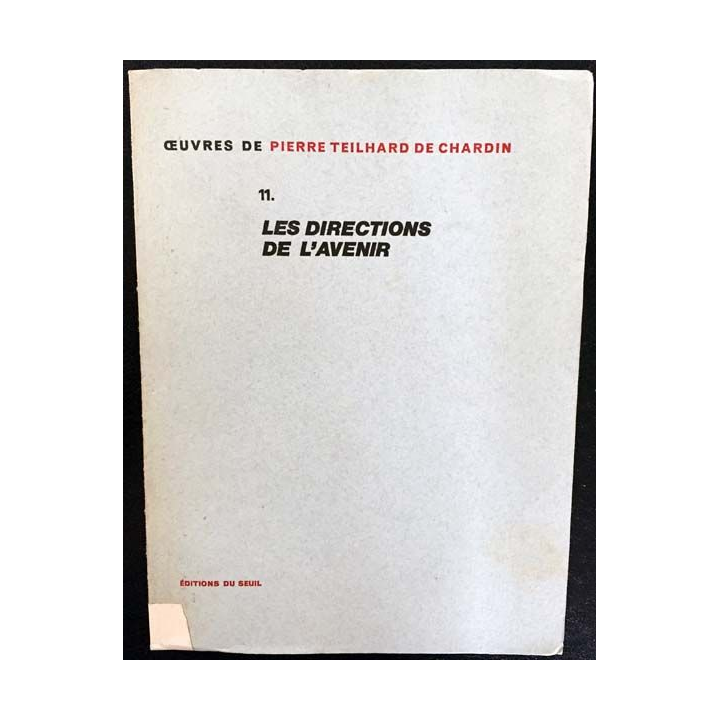 ŒUVRES DE PIERRE TEILHARD DE CHARDIN
11.
LES DIRECTIONS
DE L'AVENIR
ÉDITIONS DU SEUIL